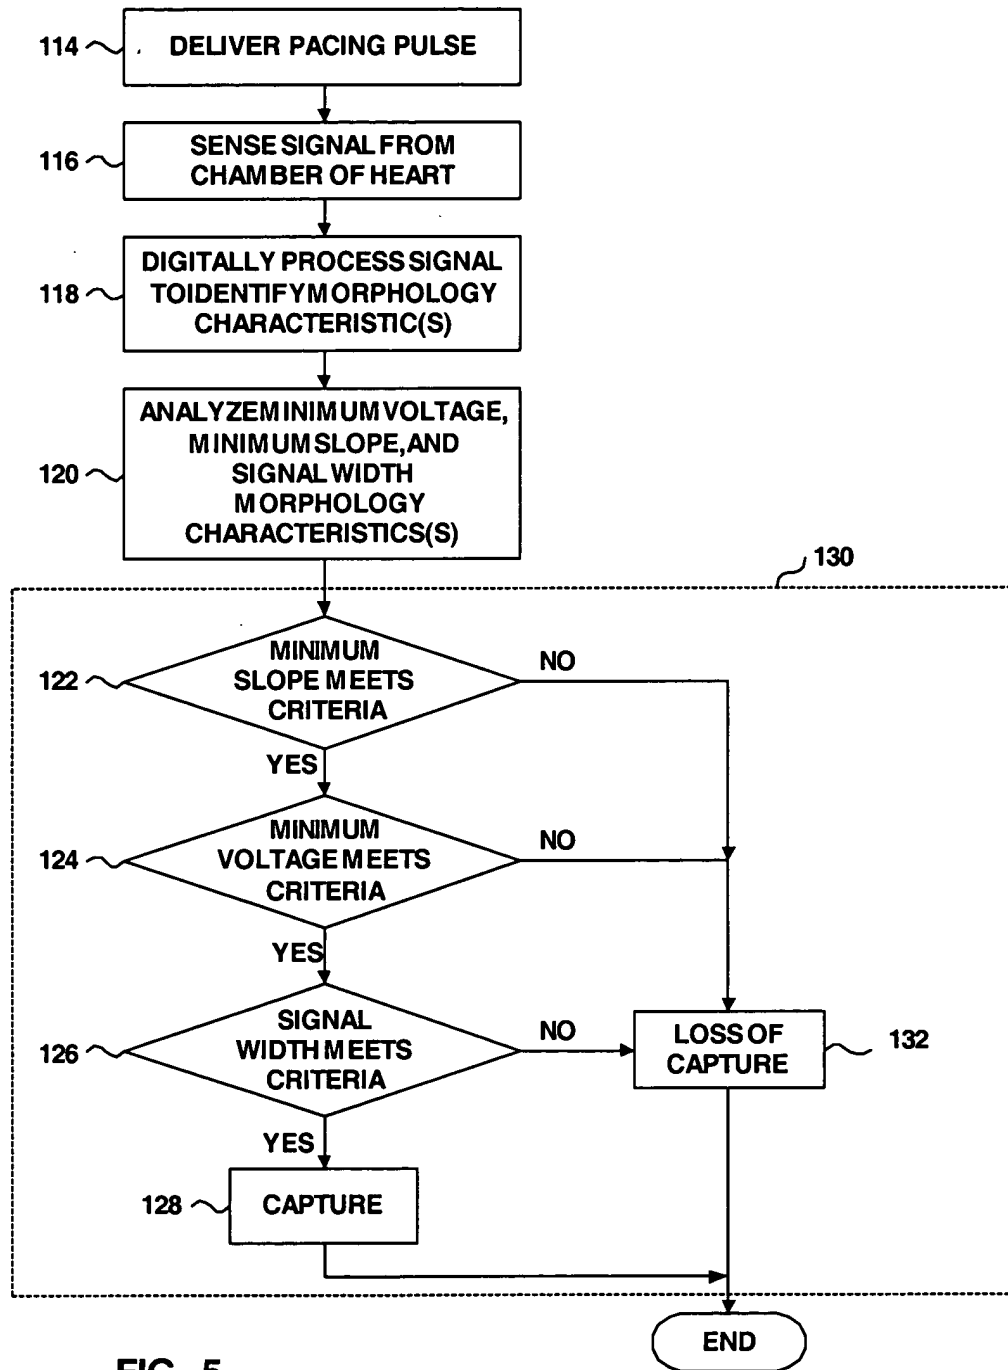 114
DELIVER PACING PULSE
116
SENSE SIGNAL FROM
CHAMBER OF HEART
118
DIGITALLY PROCESS SIGNAL
TOIDENTIFYMORPHOLOGY
CHARACTERISTIC(S)
120
ANALYZEMINIMUMVOLTAGE,
MINIMUMSLOPE,AND
SIGNAL WIDTH
MORPHOLOGY
CHARACTERISTICS(S)
130
122
MINIMUM
SLOPE MEETS
CRITERIA
NO
YES
124
MINIMUM
VOLTAGE MEETS
CRITERIA
NO
YES
126
SIGNAL
WIDTH MEETS
CRITERIA
NO
LOSS OF
CAPTURE
132
YES
128
CAPTURE
END
FIG. 5